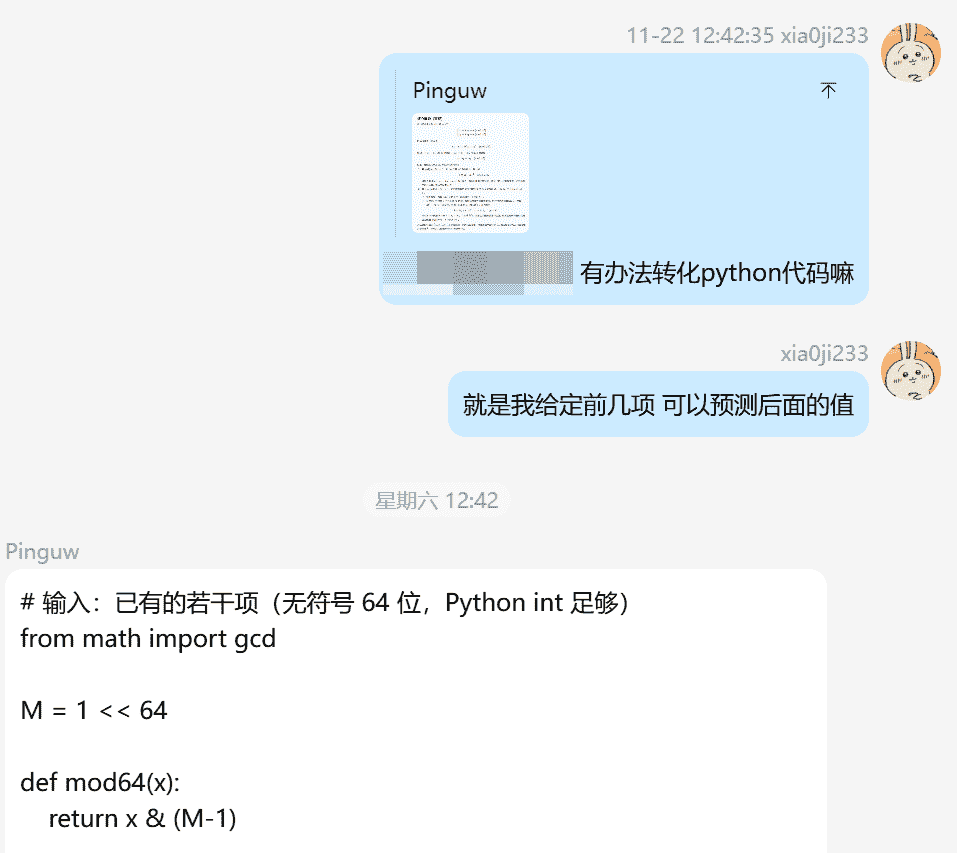 11-22 12:42:35 xia0ji233
Pinguw
有办法转化python代码嘛
xia0ji233
就是我给定前几项 可以预测后面的值
星期六 12:42
Pinguw
# 输入：已有的若干项（无符号 64 位，Python int 足够）
from math import gcd
M = 1 << 64
def mod64(x):
return x & (M-1)